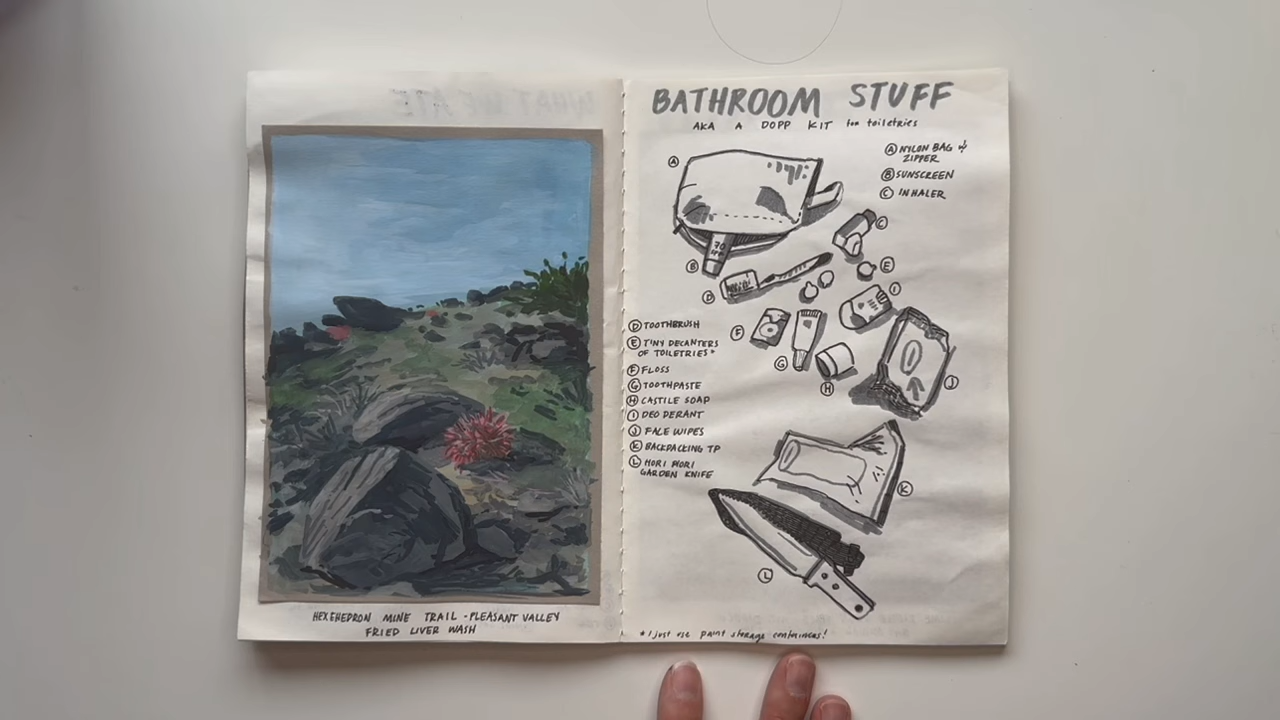 HEXEHEDRON MINE TRAIL - PLEASANT VALLEY
FRIED LIVER WASH
BATHROOM STUFF
AKA A DOPP KIT for toiletries
A NYLON BAG w/
ZIPPER
B SUNSCREEN
C INHALER
A
C
B
E
D
I
F
G
H
J
D TOOTHBRUSH
E TINY DECANTERS
OF TOILETRIES*
F FLOSS
G TOOTHPASTE
H CASTILE SOAP
I DEODERANT
J FACE WIPES
K BACKPACKING TP
L HORI HORI
GARDEN KNIFE
K
L
*I just use paint storage containers!